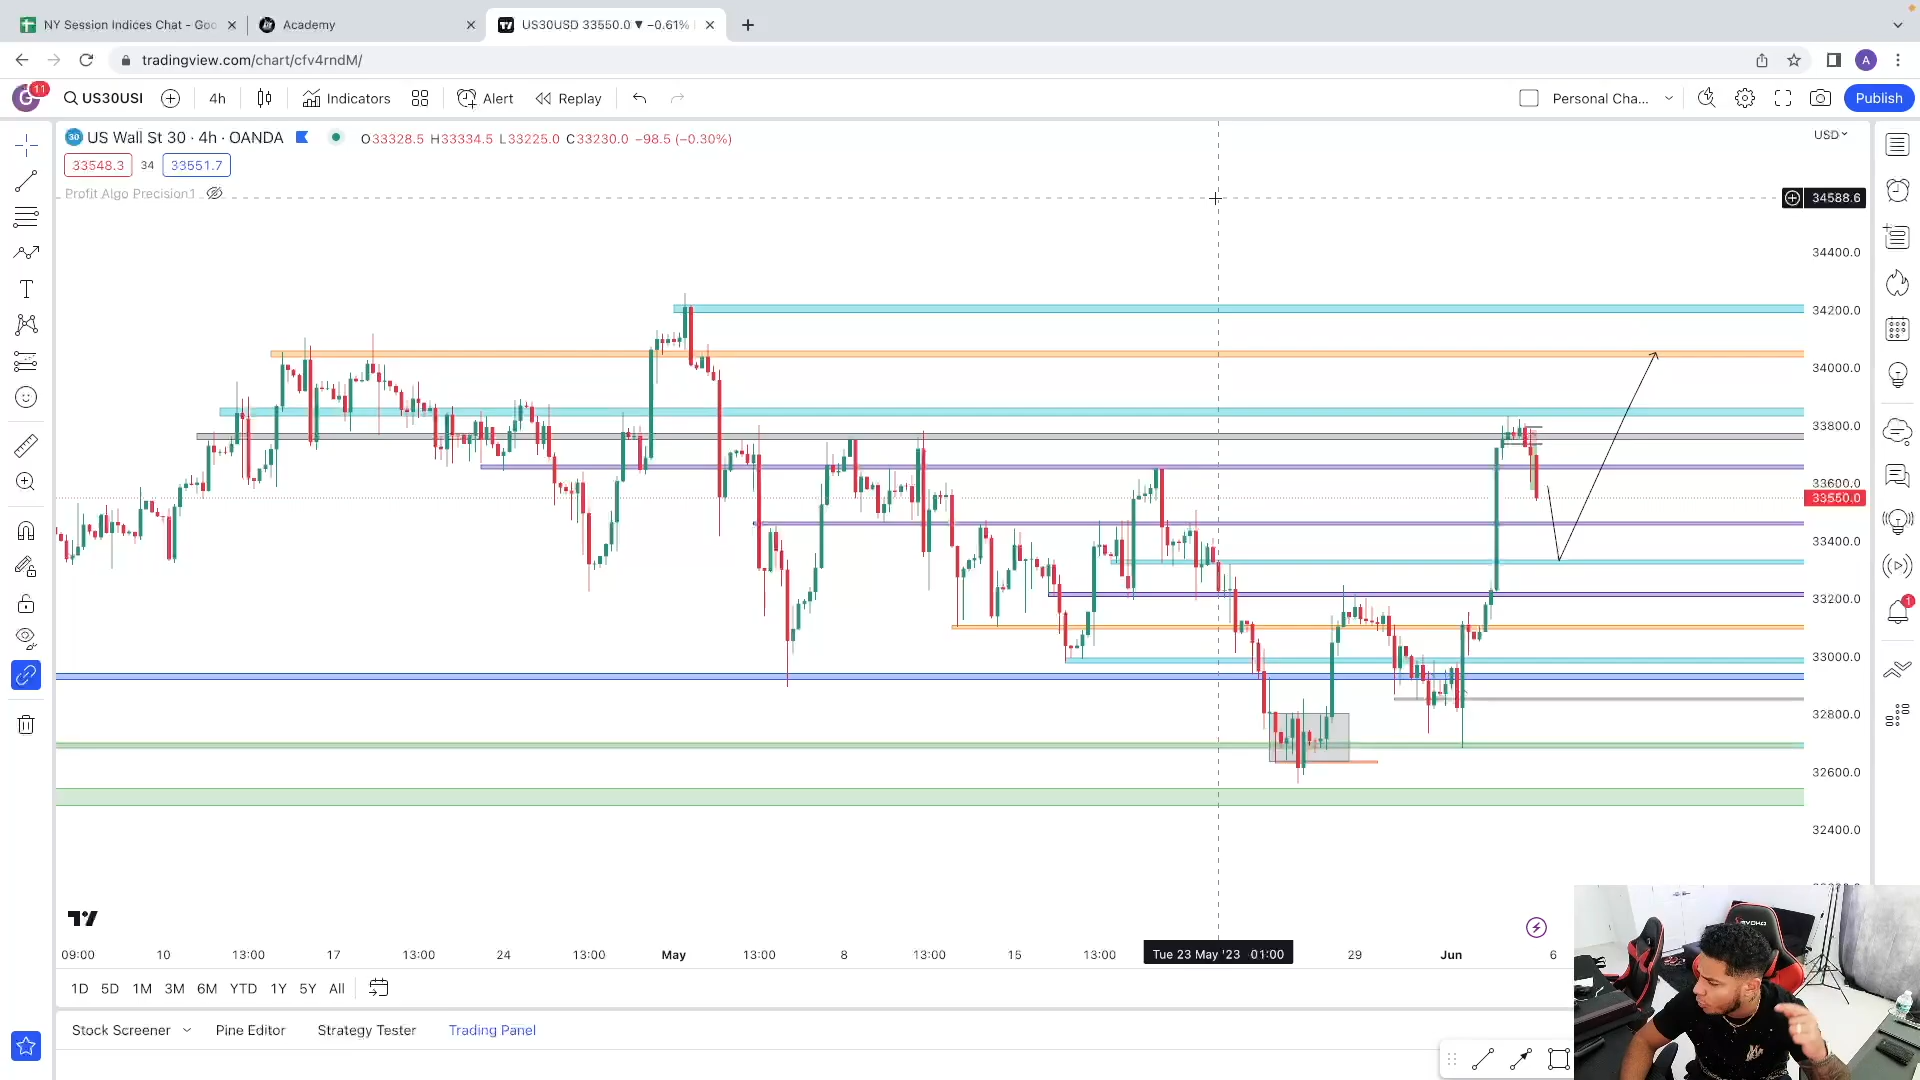 NY Session Indices Chat - Goo
Academy
US30USD 33550.0 ▼ −0.61%
tradingview.com/chart/cfv4rndM/
A
G
11
US30USI
4h
Indicators
Alert
Replay
Personal Cha...
Publish
30 US Wall St 30 · 4h · OANDA
O33328.5 H33334.5 L33225.0 C33230.0 −98.5 (−0.30%)
USD
33548.3 34 33551.7
Profit Algo Precision1
34588.6
34400.0
34200.0
34000.0
33800.0
33600.0
33550.0
33400.0
33200.0
33000.0
32800.0
32600.0
32400.0
1
09:00 10 13:00 17 13:00 24 13:00 May 13:00 8 13:00 15 13:00 Tue 23 May '23 01:00 29 Jun 6
1D 5D 1M 3M 6M YTD 1Y 5Y All
Stock Screener Pine Editor Strategy Tester Trading Panel